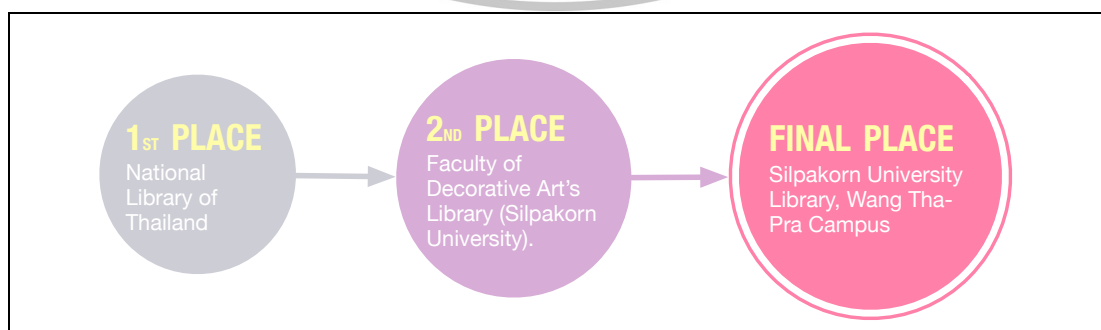 1ST PLACE
National
Library of
Thailand
2ND PLACE
Faculty of
Decorative Art's
Library (Silpakorn
University).
FINAL PLACE
Silpakorn University
Library, Wang Tha-
Pra Campus